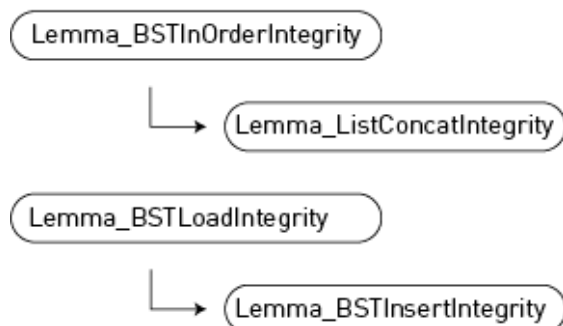 Lemma_BSTInOrderIntegrity
Lemma_ListConcatIntegrity
Lemma_BSTLoadIntegrity
Lemma_BSTInsertIntegrity